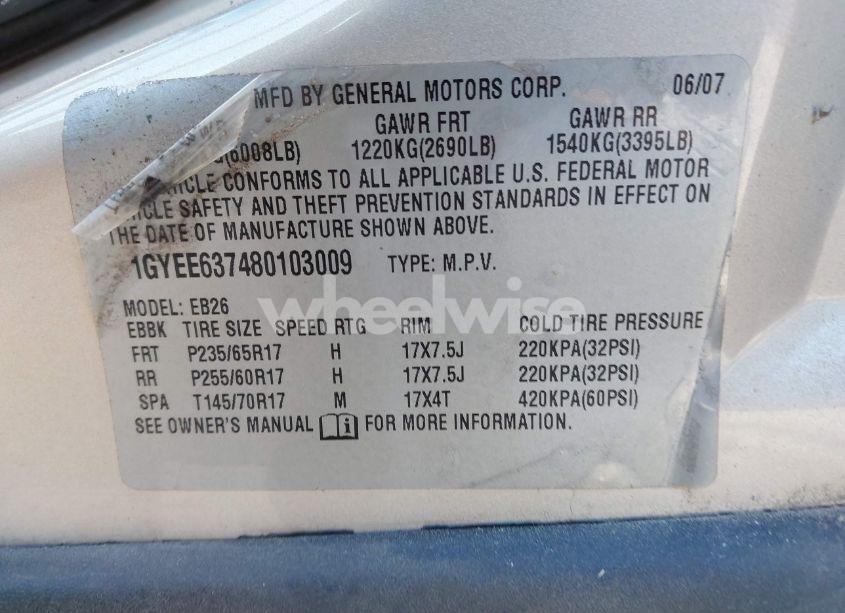 MFD BY GENERAL MOTORS CORP. 06/07
GAWR FRT GAWR RR
(6008LB) 1220KG(2690LB) 1540KG(3395LB)
CLE CONFORMS TO ALL APPLICABLE U.S. FEDERAL MOTOR
CLE SAFETY AND THEFT PREVENTION STANDARDS IN EFFECT ON
THE DATE OF MANUFACTURE SHOWN ABOVE.
1GYEE637480103009 TYPE: M.P.V.
wheelwise
MODEL: EB26
EBBK TIRE SIZE SPEED RTG RIM COLD TIRE PRESSURE
FRT P235/65R17 H 17X7.5J 220KPA(32PSI)
RR P255/60R17 H 17X7.5J 220KPA(32PSI)
SPA T145/70R17 M 17X4T 420KPA(60PSI)
SEE OWNER'S MANUAL i FOR MORE INFORMATION.